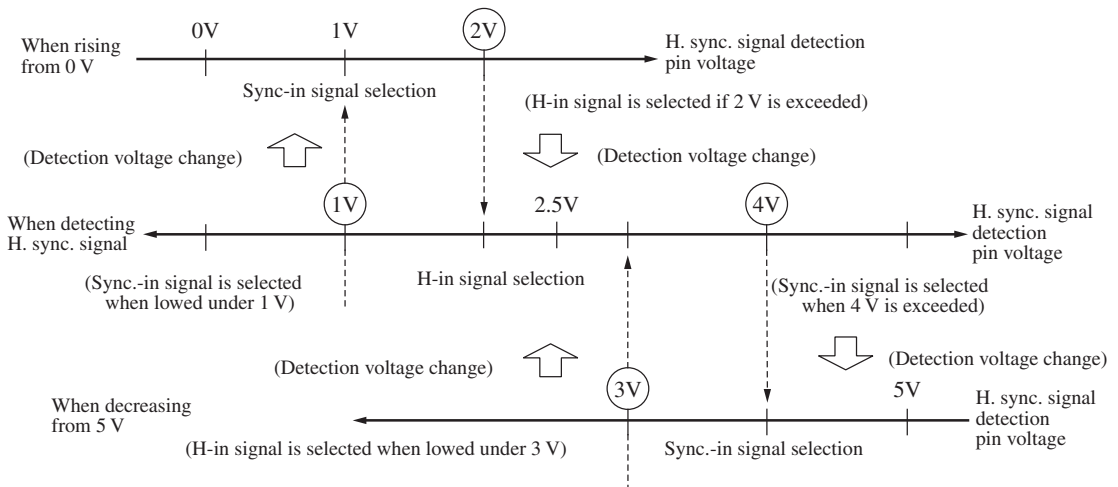 0V
1V
2V
When rising
from 0 V
H. sync. signal detection
pin voltage
Sync-in signal selection
(H-in signal is selected if 2 V is exceeded)
(Detection voltage change)
(Detection voltage change)
1V
2.5V
4V
When detecting
H. sync. signal
H. sync. signal
detection
pin voltage
(Sync.-in signal is selected
when lowed under 1 V)
H-in signal selection
(Sync.-in signal is selected
when 4 V is exceeded)
(Detection voltage change)
(Detection voltage change)
3V
5V
When decreasing
from 5 V
H. sync. signal
detection
pin voltage
(H-in signal is selected when lowed under 3 V)
Sync.-in signal selection